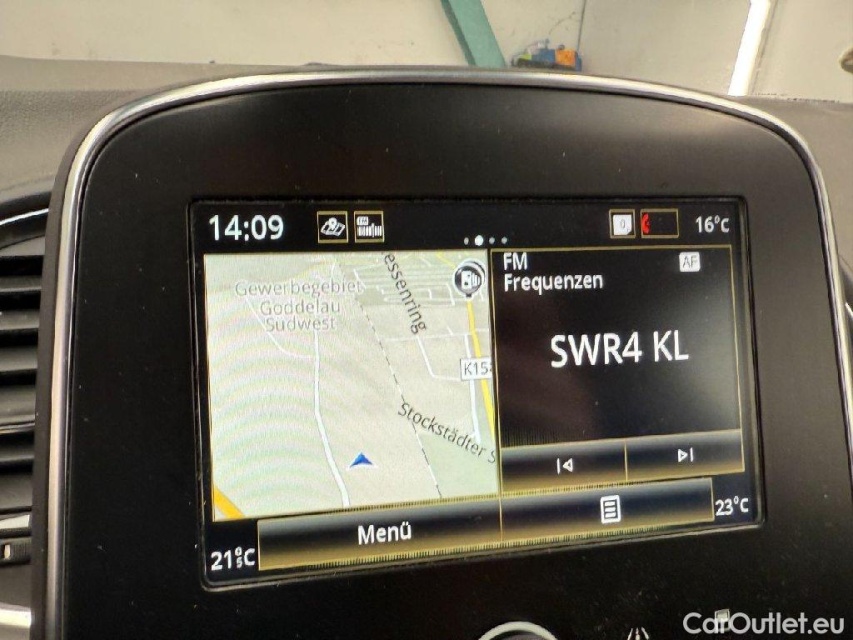 14:09
16°C
FM
AF
Frequenzen
SWR4 KL
essenring
Gewerbegebiet
Goddelau
Südwest
K15
Stockstädter S
Menü
21°5C
23°C
CarOutlet.eu